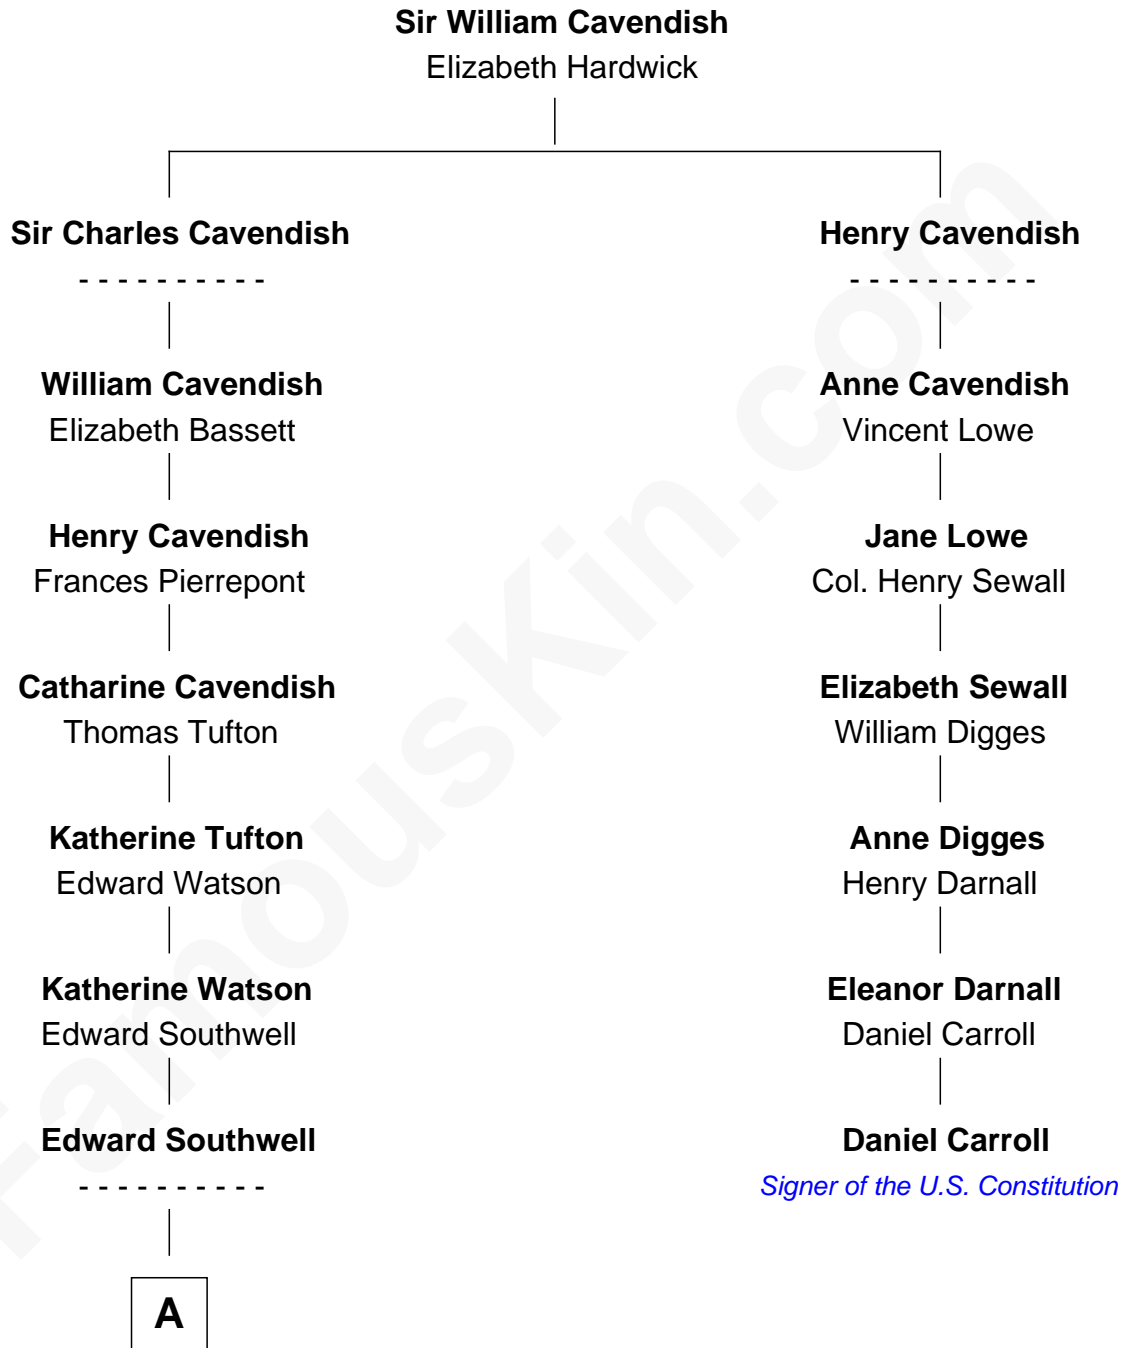 Sir William Cavendish
Elizabeth Hardwick
Sir Charles Cavendish
- - - - - - - - - -
William Cavendish
Elizabeth Bassett
Henry Cavendish
Frances Pierrepont
Catharine Cavendish
Thomas Tufton
Katherine Tufton
Edward Watson
Katherine Watson
Edward Southwell
Edward Southwell
- - - - - - - - - -
A
Henry Cavendish
- - - - - - - - - -
Anne Cavendish
Vincent Lowe
Jane Lowe
Col. Henry Sewall
Elizabeth Sewall
William Digges
Anne Digges
Henry Darnall
Eleanor Darnall
Daniel Carroll
Daniel Carroll
Signer of the U.S. Constitution
FamousKin.com